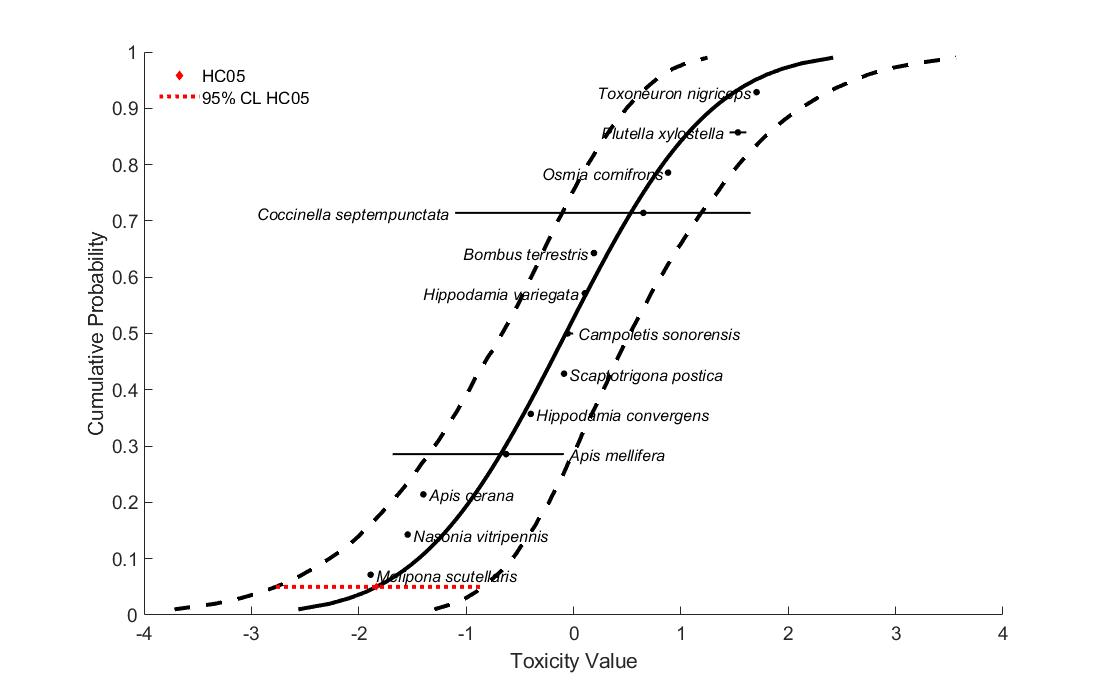 1
HC05
95% CL HC05
0.9
Toxoneuron nigriceps
Plutella xylostella
0.8
Osmia cornifrons
Coccinella septempunctata
0.7
Bombus terrestris
0.6
Hippodamia variegata
0.5
Campoletis sonorensis
0.4
Scaptotrigona postica
Hippodamia convergens
0.3
Apis mellifera
0.2
Apis cerana
Nasonia vitripennis
0.1
Melipona scutellaris
0
Cumulative Probability
-4 -3 -2 -1 0 1 2 3 4
Toxicity Value